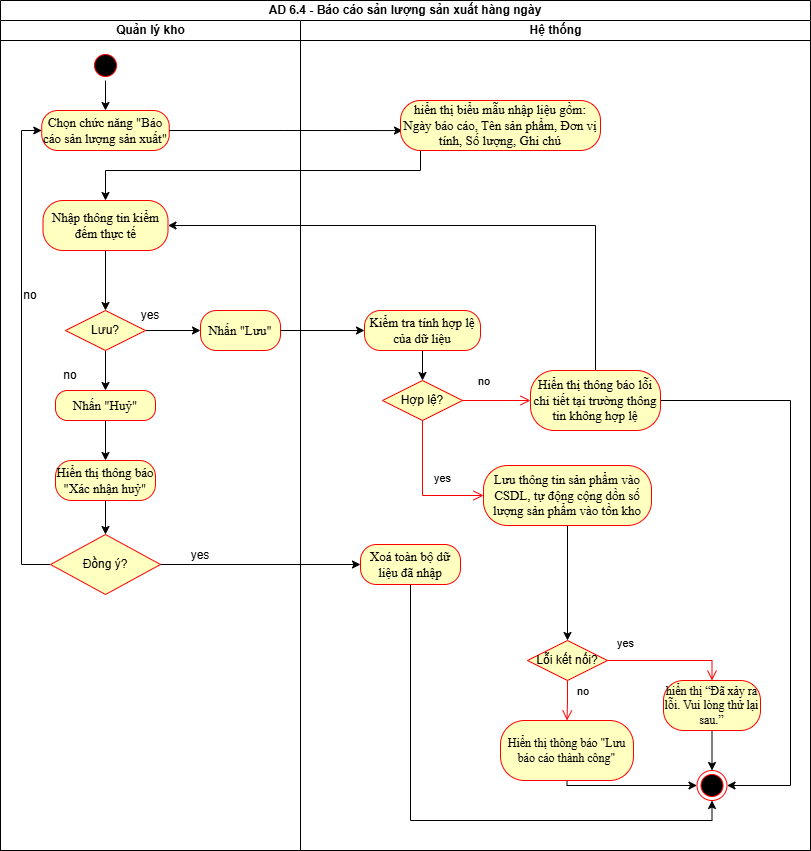 AD 6.4 - Báo cáo sản lượng sản xuất hàng ngày
Quản lý kho
Hệ thống
Chọn chức năng "Báo
cáo sản lượng sản xuất"
hiển thị biểu mẫu nhập liệu gồm:
Ngày báo cáo, Tên sản phẩm, Đơn vị
tính, Số lượng, Ghi chú
Nhập thông tin kiểm
đếm thực tế
no
Lưu?
yes
Nhấn "Lưu"
Kiểm tra tính hợp lệ
của dữ liệu
no
Nhấn "Huỷ"
Hợp lệ?
no
Hiển thị thông báo lỗi
chi tiết tại trường thông
tin không hợp lệ
Hiển thị thông báo
"Xác nhận huỷ"
yes
Lưu thông tin sản phẩm vào
CSDL, tự động cộng dồn số
lượng sản phẩm vào tồn kho
Đồng ý?
yes
Xoá toàn bộ dữ
liệu đã nhập
Lỗi kết nối?
yes
no
hiển thị “Đã xảy ra
lỗi. Vui lòng thử lại
sau.”
Hiển thị thông báo "Lưu
báo cáo thành công"